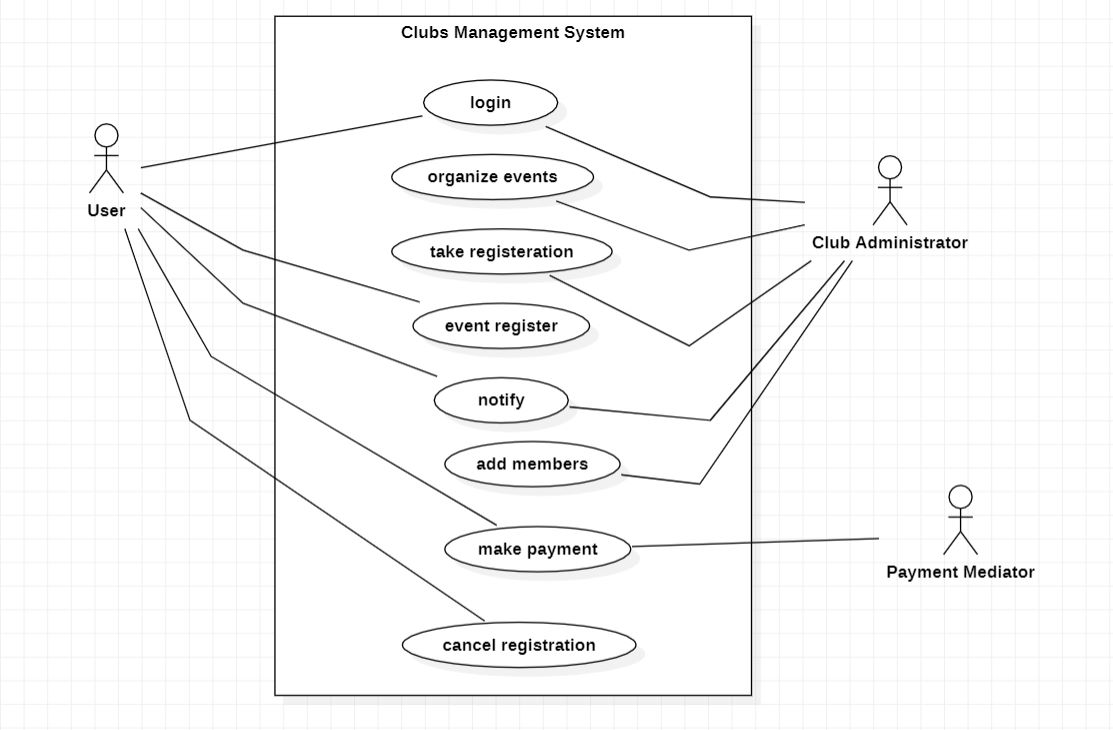 Clubs Management System
login
organize events
User
Club Administrator
take registeration
event register
notify
add members
make payment
Payment Mediator
cancel registration